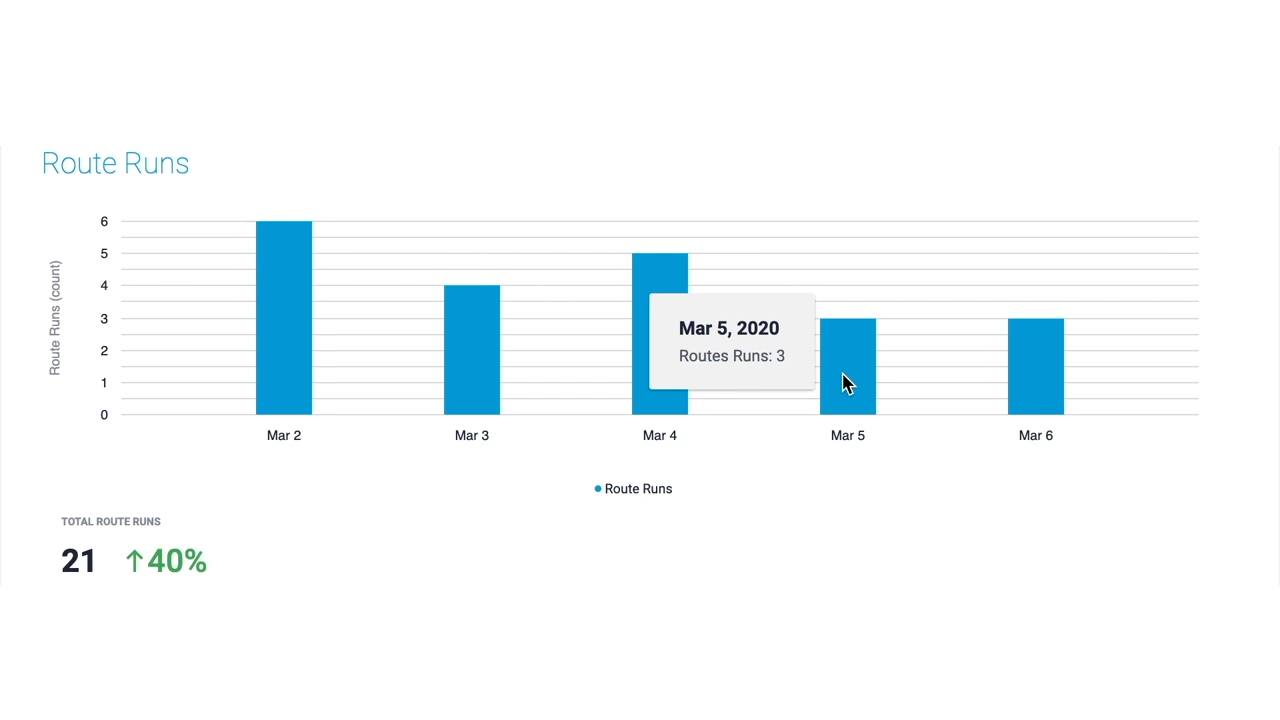 Route Runs
6
5
4
3
2
1
0
Route Runs (count)
Mar 5, 2020
Routes Runs: 3
Mar 2 Mar 3 Mar 4 Mar 5 Mar 6
Route Runs
TOTAL ROUTE RUNS
21 ↑40%